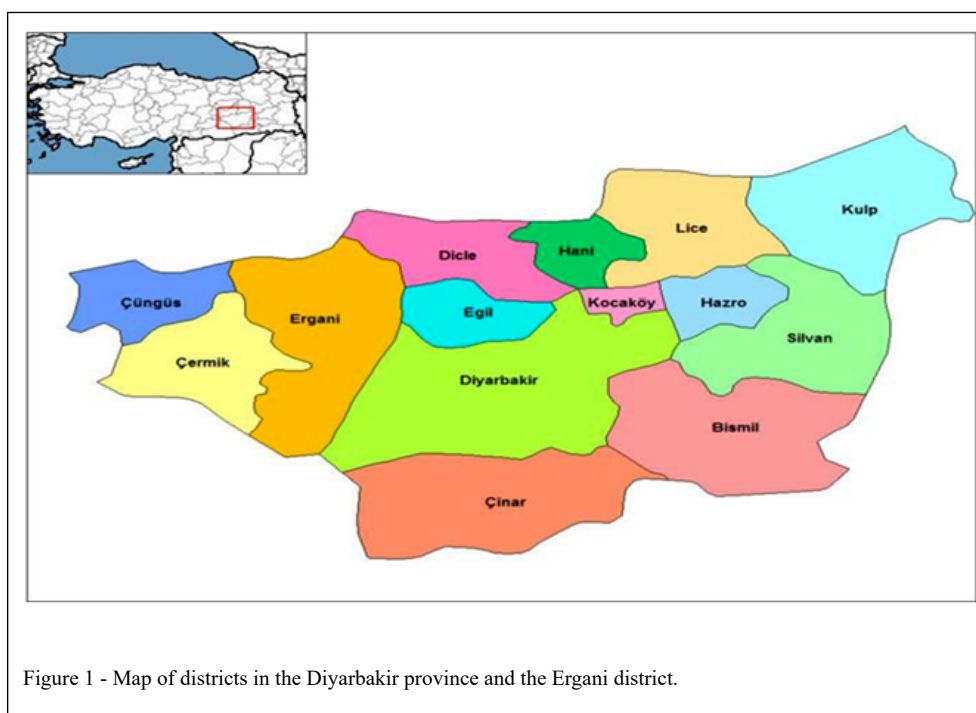 Kulp
Lice
Hani
Dicle
Çüngüs
Kocaköy
Hazro
Egil
Ergani
Silvan
Çermik
Diyarbakir
Bismil
Çinar
Figure 1 - Map of districts in the Diyarbakir province and the Ergani district.